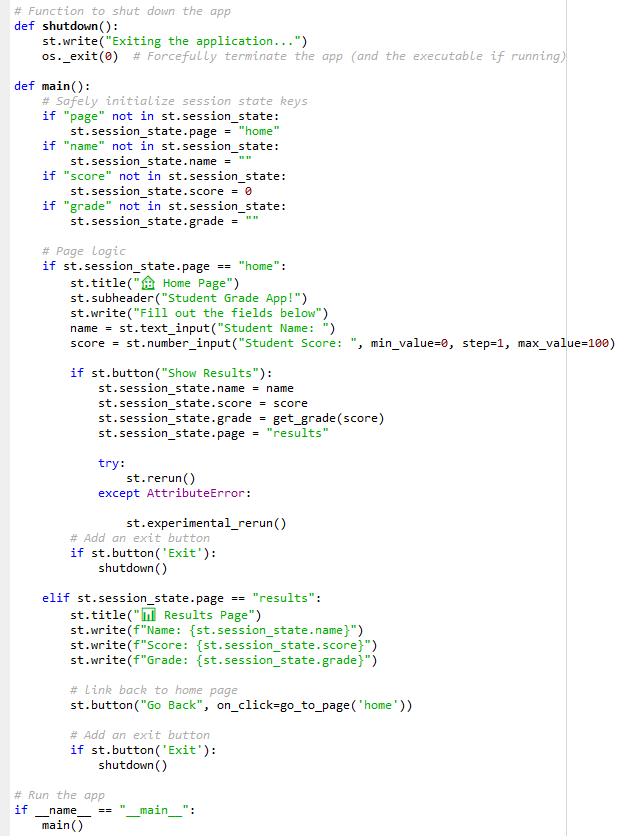 # Function to shut down the app
def shutdown():
    st.write("Exiting the application...")
    os._exit(0)  # Forcefully terminate the app (and the executable if running)

def main():
    # Safely initialize session state keys
    if "page" not in st.session_state:
        st.session_state.page = "home"
    if "name" not in st.session_state:
        st.session_state.name = ""
    if "score" not in st.session_state:
        st.session_state.score = 0
    if "grade" not in st.session_state:
        st.session_state.grade = ""

    # Page logic
    if st.session_state.page == "home":
        st.title("🏠 Home Page")
        st.subheader("Student Grade App!")
        st.write("Fill out the fields below")
        name = st.text_input("Student Name: ")
        score = st.number_input("Student Score: ", min_value=0, step=1, max_value=100)

        if st.button("Show Results"):
            st.session_state.name = name
            st.session_state.score = score
            st.session_state.grade = get_grade(score)
            st.session_state.page = "results"

            try:
                st.rerun()
            except AttributeError:

                st.experimental_rerun()
        # Add an exit button
        if st.button('Exit'):
            shutdown()

    elif st.session_state.page == "results":
        st.title("📊 Results Page")
        st.write(f"Name: {st.session_state.name}")
        st.write(f"Score: {st.session_state.score}")
        st.write(f"Grade: {st.session_state.grade}")

        # link back to home page
        st.button("Go Back", on_click=go_to_page('home'))

        # Add an exit button
        if st.button('Exit'):
            shutdown()

# Run the app
if __name__ == "__main__":
    main()